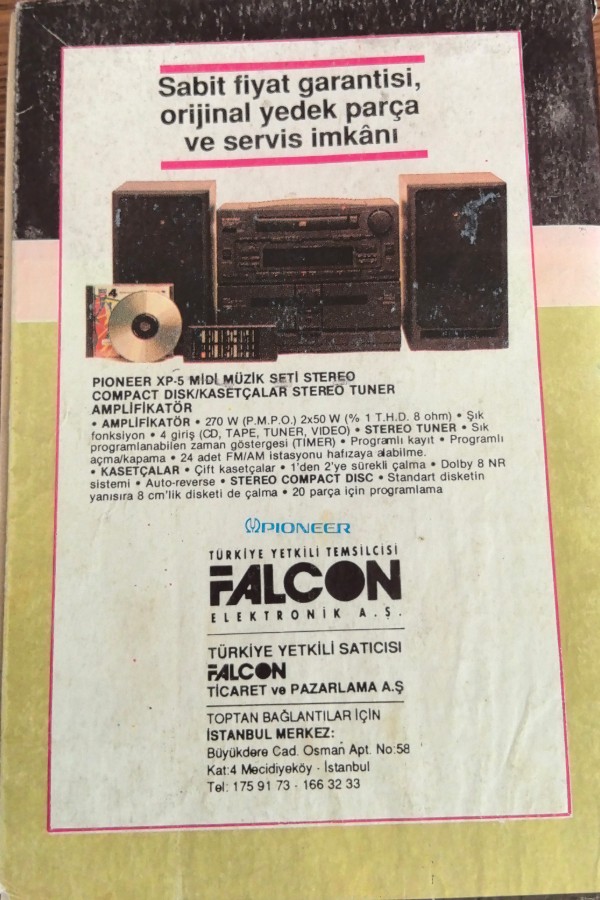 Sabit fiyat garantisi,
orijinal yedek parça
ve servis imkânı
PIONEER XP-5 MİDİ MÜZİK SETİ STEREO
COMPACT DISK/KASETÇALAR STEREO TUNER
AMPLİFİKATÖR
• AMPLİFİKATÖR • 270 W (P.M.P.O.) 2x50 W (% 1 T.H.D. 8 ohm) • Şık
fonksiyon • 4 giriş (CD, TAPE, TUNER, VIDEO) • STEREO TUNER • Sık
programlanabilen zaman göstergesi (TİMER) • Programlı kayıt • Programlı
açma/kapama • 24 adet FM/AM istasyonu hafızaya alabilme.
• KASETÇALAR • Çift kasetçalar • 1'den 2'ye sürekli çalma • Dolby 8 NR
sistemi • Auto-reverse • STEREO COMPACT DISC • Standart disketin
yanısıra 8 cm'lik disketi de çalma • 20 parça için programlama
PIONEER
TÜRKİYE YETKİLİ TEMSİLCİSİ
FALCON
ELEKTRONİK A.Ş.
TÜRKİYE YETKİLİ SATICISI
FALCON
TİCARET ve PAZARLAMA A.Ş
TOPTAN BAĞLANTILAR İÇİN
İSTANBUL MERKEZ:
Büyükdere Cad. Osman Apt. No:58
Kat:4 Mecidiyeköy - İstanbul
Tel: 175 91 73 - 166 32 33